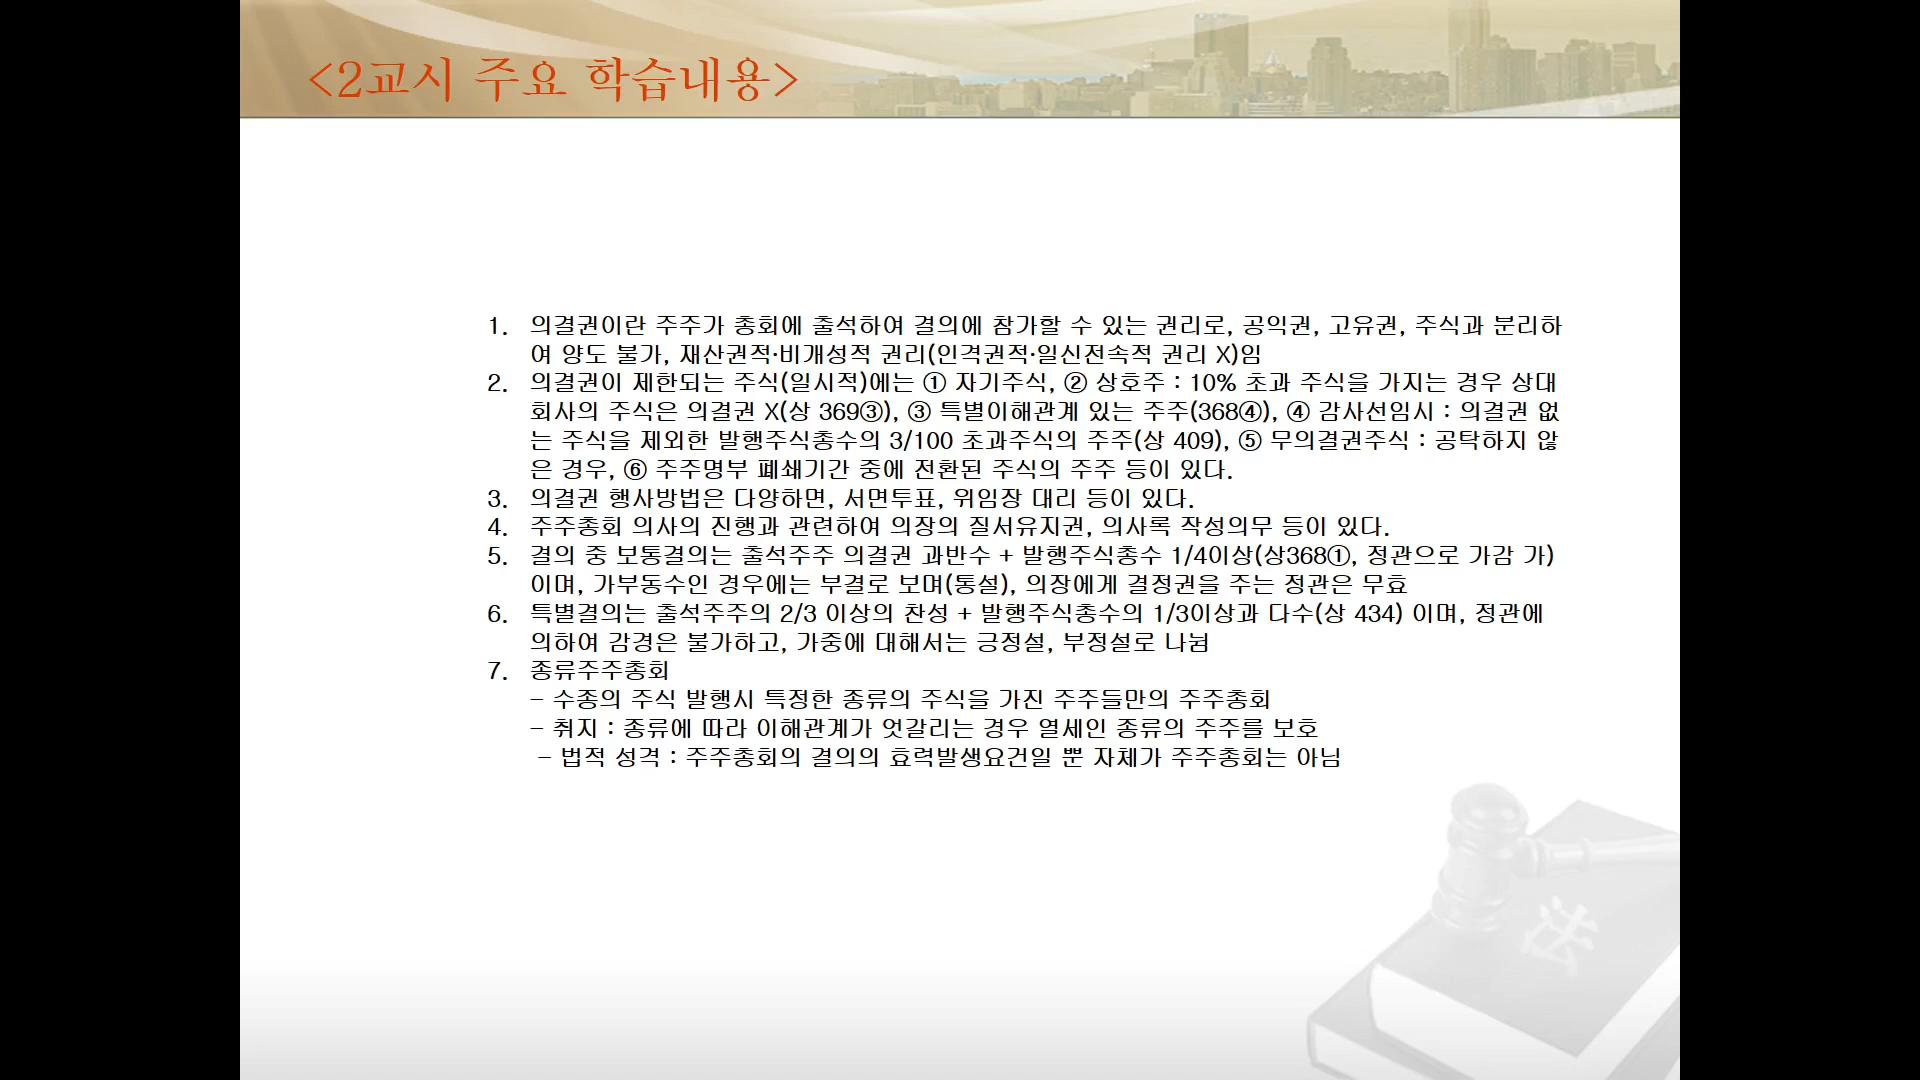 <2교시 주요 학습내용>
1. 의결권이란 주주가 총회에 출석하여 결의에 참가할 수 있는 권리로, 공익권, 고유권, 주식과 분리하
여 양도 불가, 재산권적·비개성적 권리(인격권적·일신전속적 권리 X)임
2. 의결권이 제한되는 주식(일시적)에는 ① 자기주식, ② 상호주 : 10% 초과 주식을 가지는 경우 상대
회사의 주식은 의결권 X(상 369③), ③ 특별이해관계 있는 주주(368④), ④ 감사선임시 : 의결권 없
는 주식을 제외한 발행주식총수의 3/100 초과주식의 주주(상 409), ⑤ 무의결권주식 : 공탁하지 않
은 경우, ⑥ 주주명부 폐쇄기간 중에 전환된 주식의 주주 등이 있다.
3. 의결권 행사방법은 다양하면, 서면투표, 위임장 대리 등이 있다.
4. 주주총회 의사의 진행과 관련하여 의장의 질서유지권, 의사록 작성의무 등이 있다.
5. 결의 중 보통결의는 출석주주 의결권 과반수 + 발행주식총수 1/4이상(상368①, 정관으로 가감 가)
이며, 가부동수인 경우에는 부결로 보며(통설), 의장에게 결정권을 주는 정관은 무효
6. 특별결의는 출석주주의 2/3 이상의 찬성 + 발행주식총수의 1/3이상과 다수(상 434) 이며, 정관에
의하여 감경은 불가하고, 가중에 대해서는 긍정설, 부정설로 나뉨
7. 종류주주총회
- 수종의 주식 발행시 특정한 종류의 주식을 가진 주주들만의 주주총회
- 취지 : 종류에 따라 이해관계가 엇갈리는 경우 열세인 종류의 주주를 보호
- 법적 성격 : 주주총회의 결의의 효력발생요건일 뿐 자체가 주주총회는 아님
法